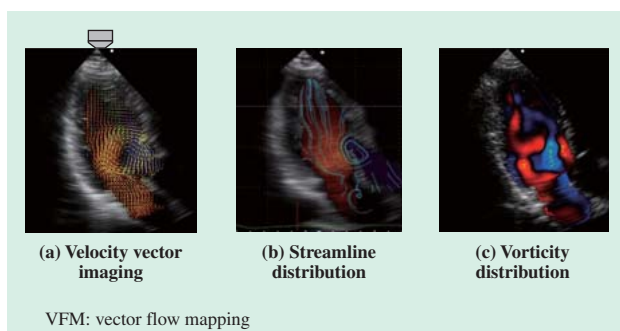 (a) Velocity vector
imaging
(b) Streamline
distribution
(c) Vorticity
distribution
VFM: vector flow mapping